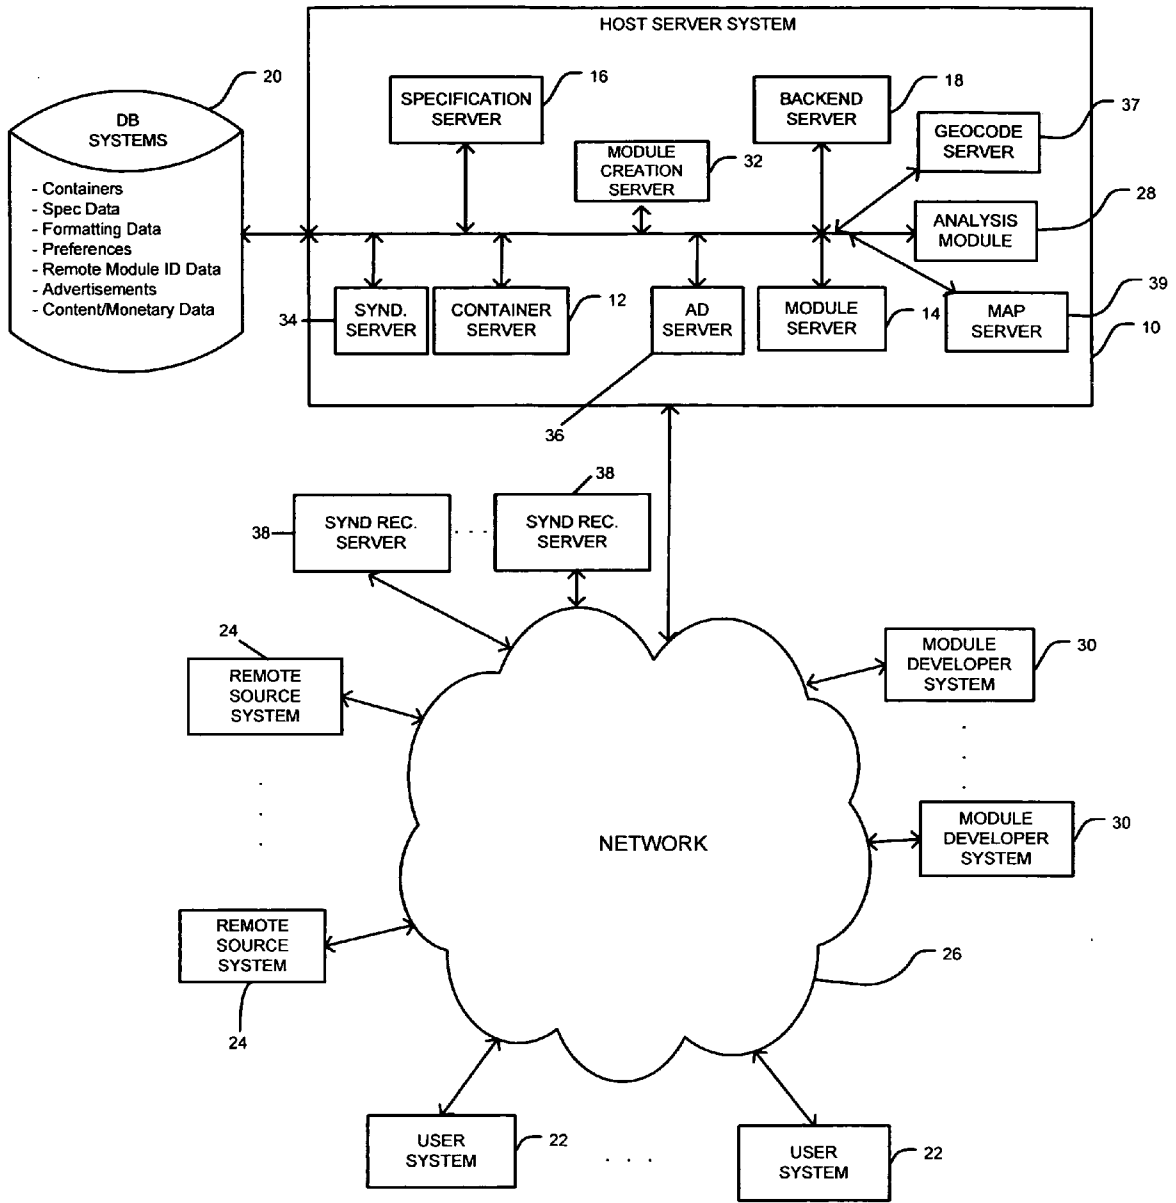 HOST SERVER SYSTEM
20
DB
SYSTEMS
- Containers
- Spec Data
- Formatting Data
- Preferences
- Remote Module ID Data
- Advertisements
- Content/Monetary Data
SPECIFICATION
SERVER
16
MODULE
CREATION
SERVER
32
BACKEND
SERVER
18
GEOCODE
SERVER
37
ANALYSIS
MODULE
28
34
SYND.
SERVER
CONTAINER
SERVER
12
AD
SERVER
36
MODULE
SERVER
14
MAP
SERVER
39
10
38
SYND REC.
SERVER
. . .
SYND REC.
SERVER
38
24
REMOTE
SOURCE
SYSTEM
MODULE
DEVELOPER
SYSTEM
30
NETWORK
MODULE
DEVELOPER
SYSTEM
30
REMOTE
SOURCE
SYSTEM
24
26
USER
SYSTEM
22
. . . .
USER
SYSTEM
22